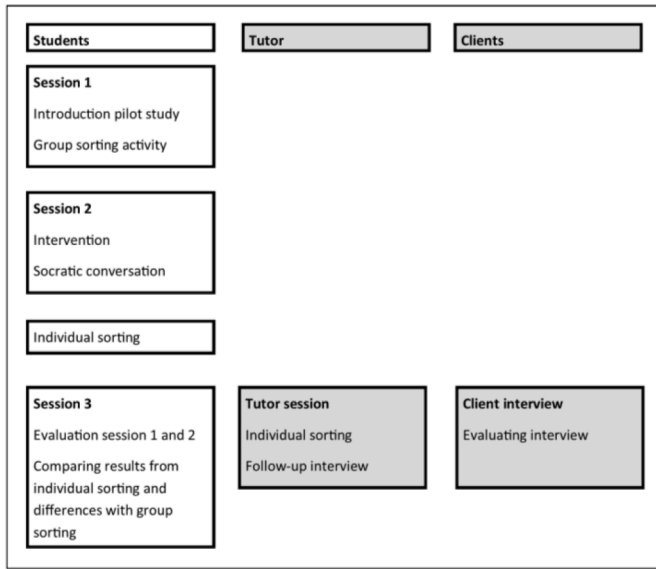 Students
Tutor
Clients
Session 1
Introduction pilot study
Group sorting activity
Session 2
Intervention
Socratic conversation
Individual sorting
Session 3
Evaluation session 1 and 2
Comparing results from
individual sorting and
differences with group
sorting
Tutor session
Individual sorting
Follow-up interview
Client interview
Evaluating interview